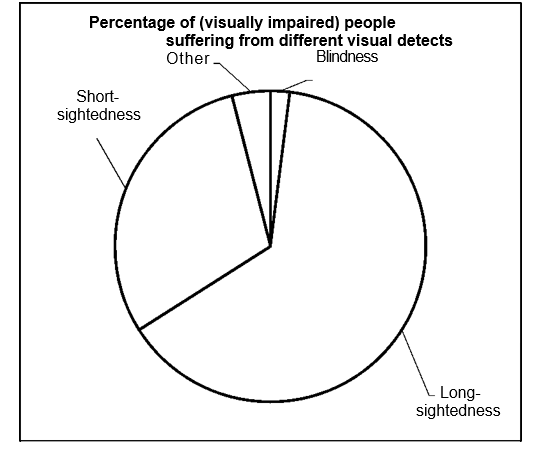 Percentage of (visually impaired) people
suffering from different visual detects
Other
Blindness
Short-
sightedness
Long-
sightedness